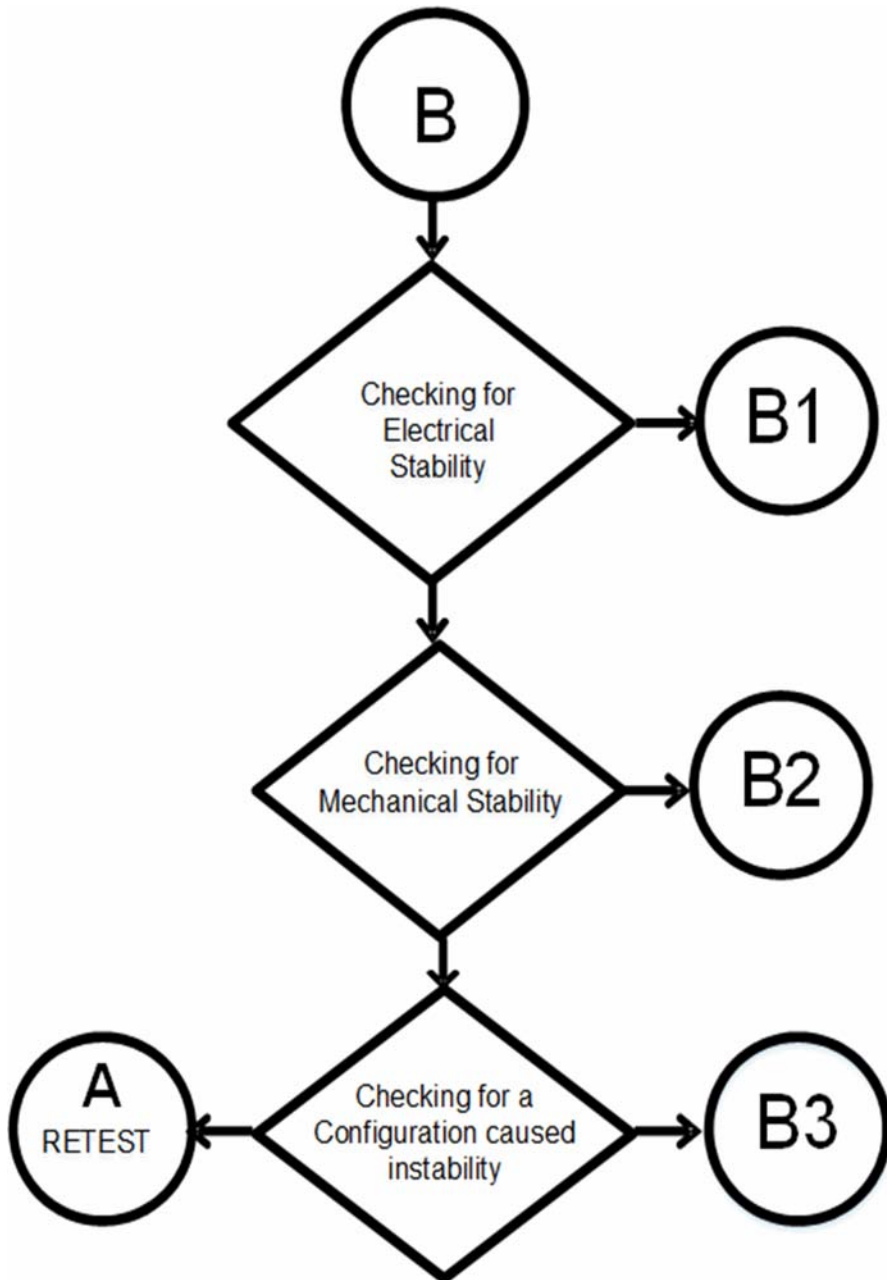 B
Checking for
Electrical
Stability
B1
Checking for
Mechanical Stability
B2
A
RETEST
Checking for a
Configuration caused
instability
B3